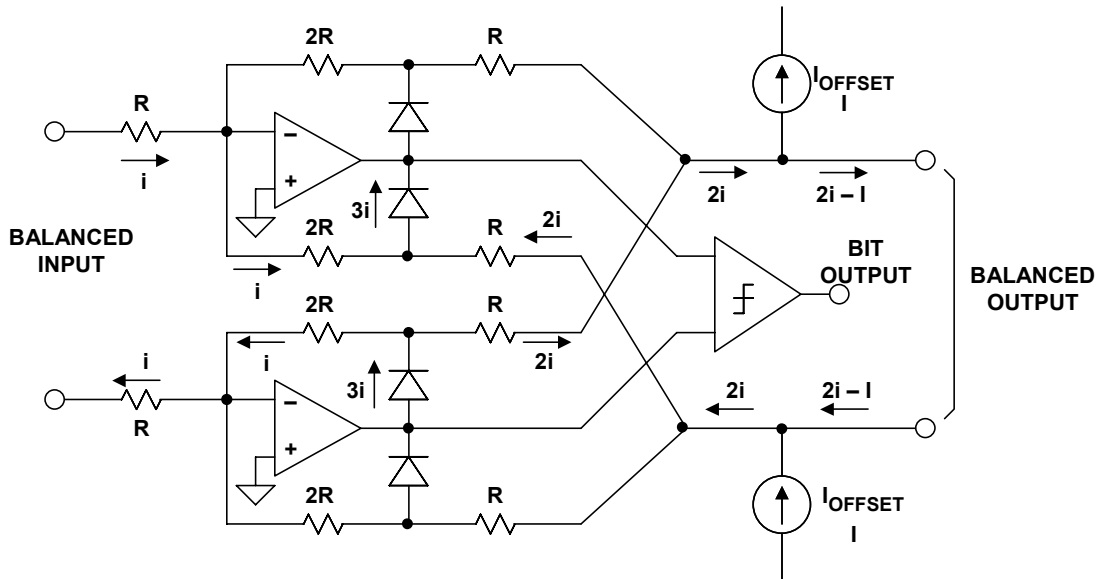 2R
R
I_OFFSET
I
R
i
–
+
2i
2i – I
3i
2R
R
2i
i
BALANCED
INPUT
BIT
OUTPUT
BALANCED
OUTPUT
2R
R
i
2i
i
R
3i
–
+
2i
2i – I
2R
R
I_OFFSET
I